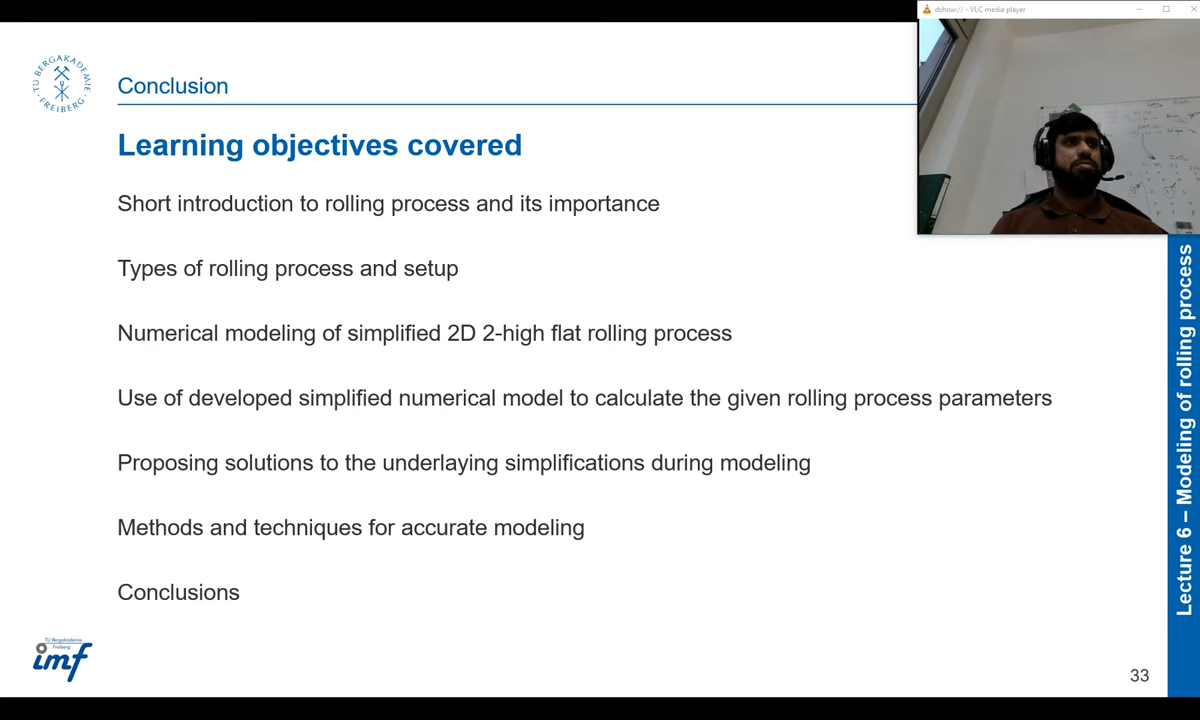 dshow:// - VLC media player
TU BERGAKADEMIE
FREIBERG
Conclusion
Learning objectives covered
Short introduction to rolling process and its importance
Types of rolling process and setup
Numerical modeling of simplified 2D 2-high flat rolling process
Use of developed simplified numerical model to calculate the given rolling process parameters
Proposing solutions to the underlaying simplifications during modeling
Methods and techniques for accurate modeling
Conclusions
Lecture 6 – Modeling of rolling process
TU Bergakademie
Freiberg
imf
33